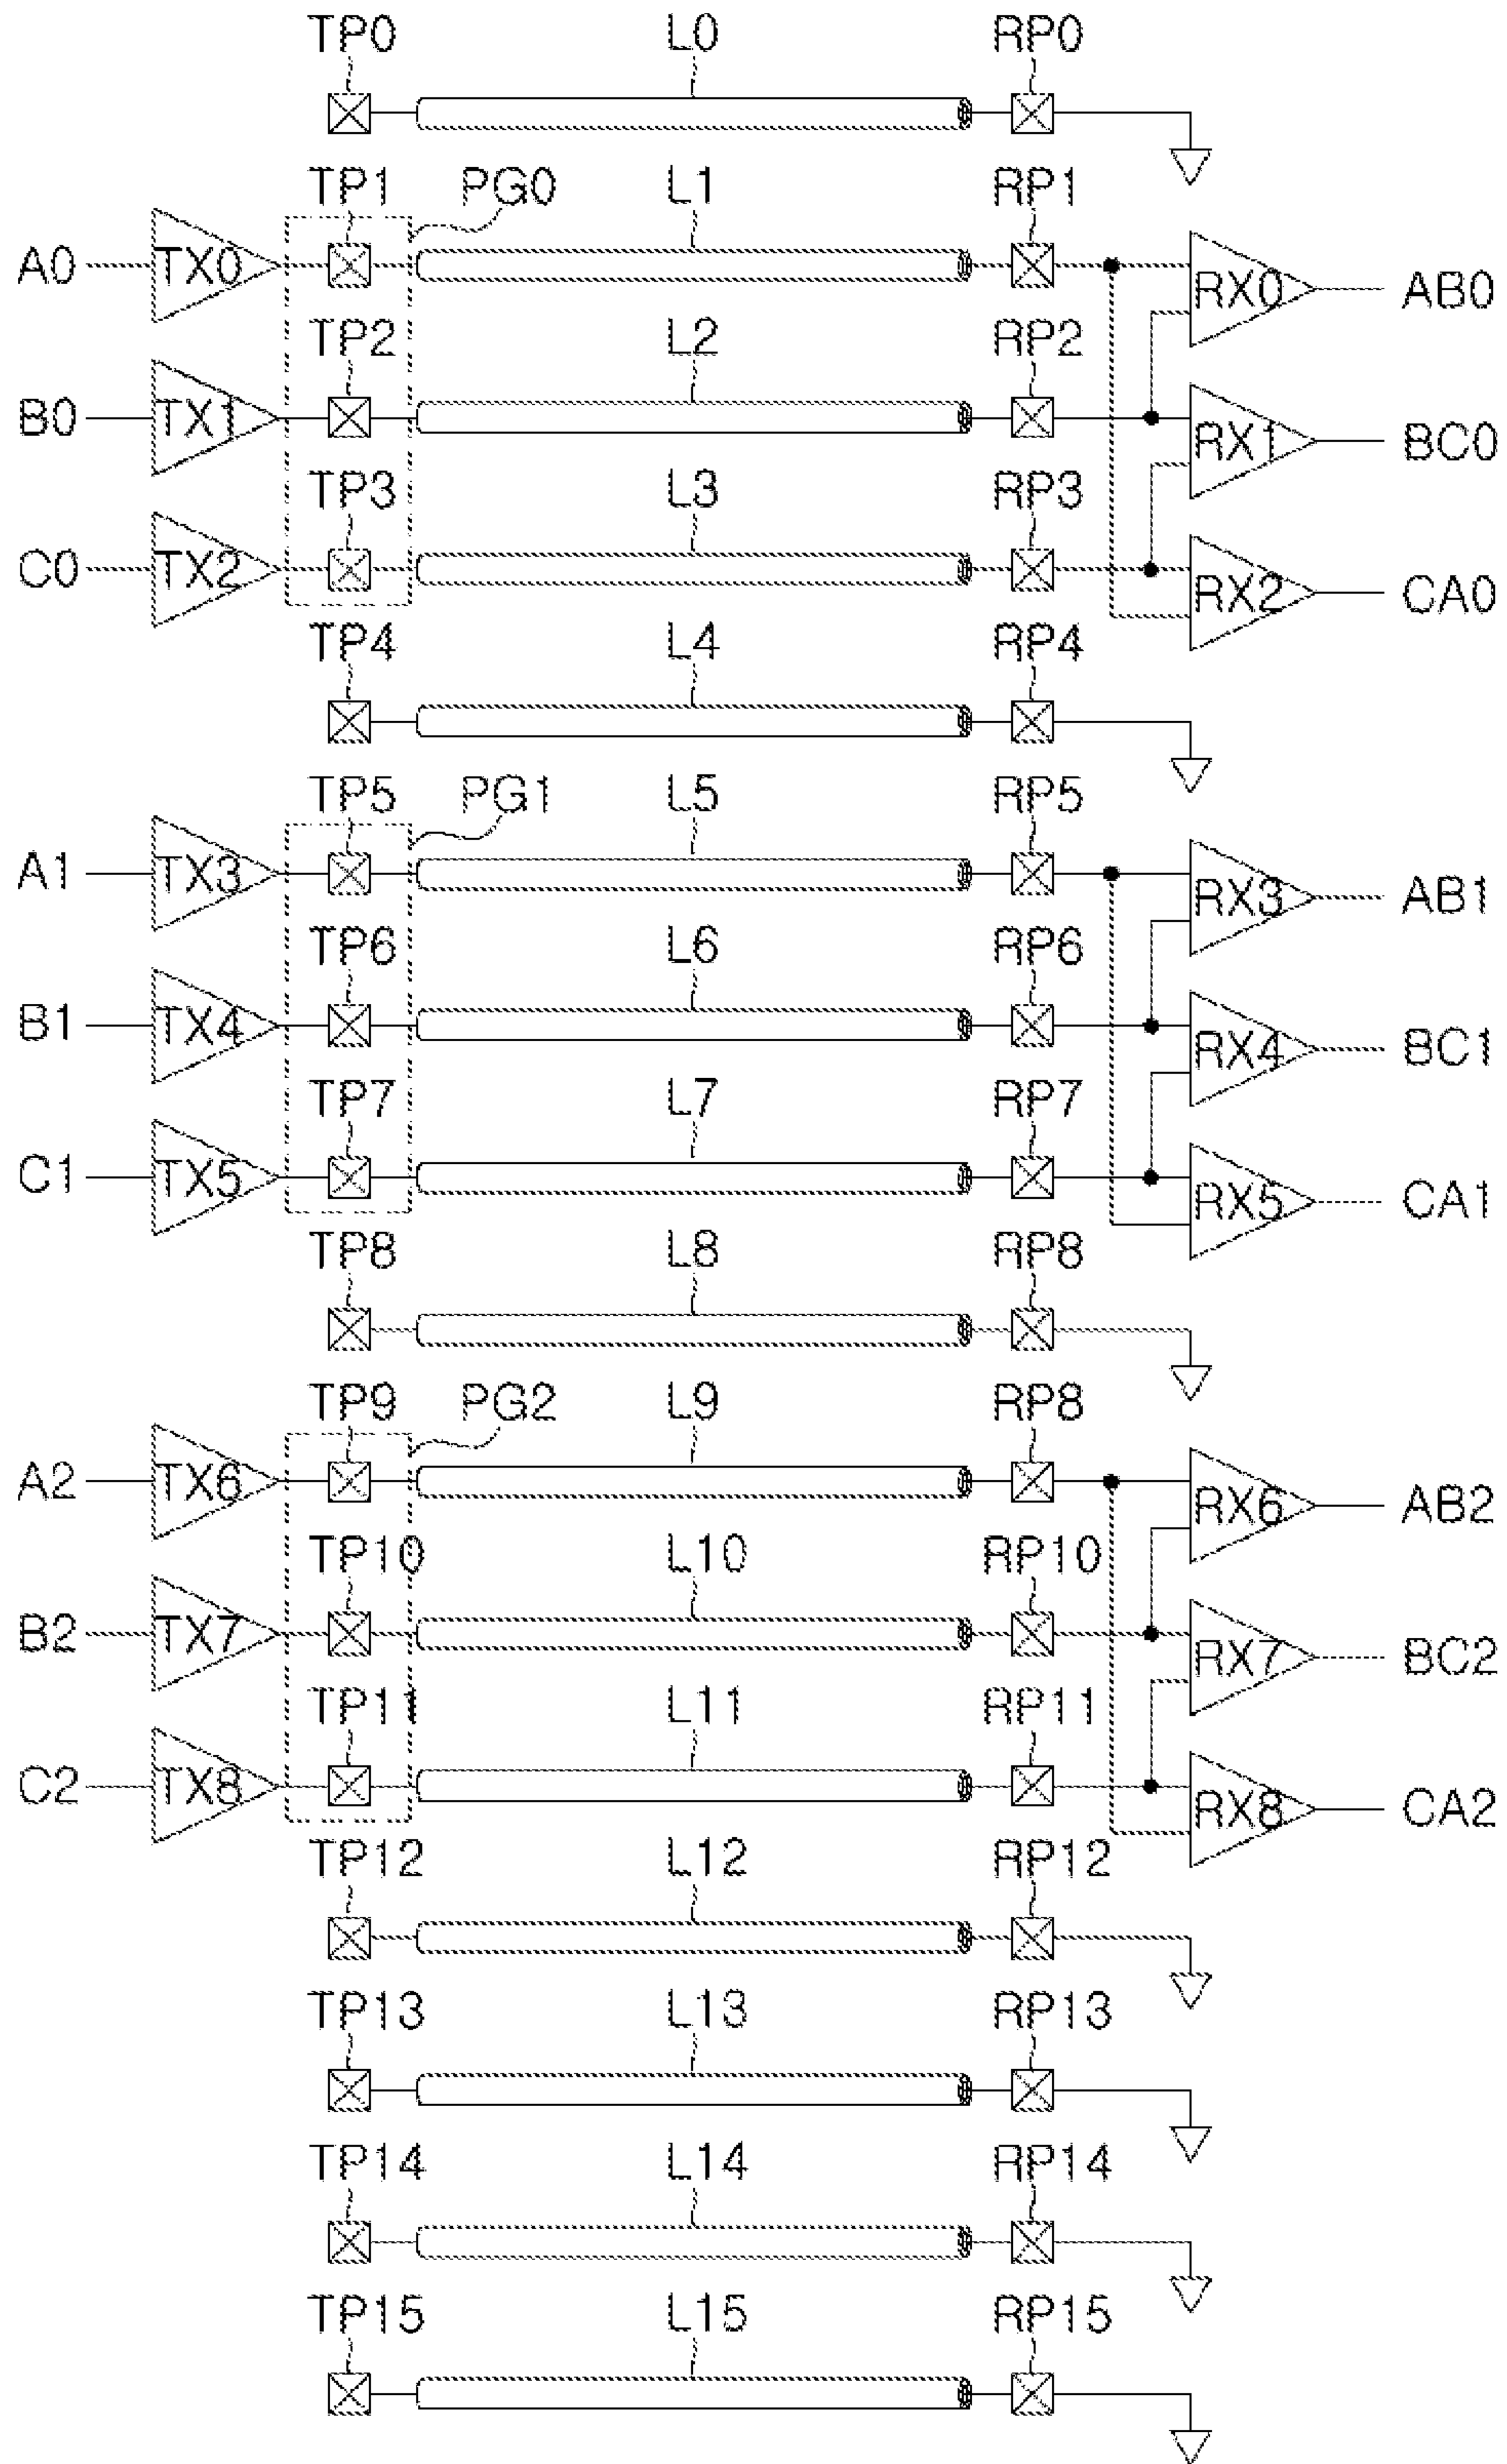 TP0 L0 RP0
TP1 PG0 L1 RP1
A0 TX0 RX0 AB0
TP2 L2 RP2
B0 TX1 RX1 BC0
TP3 L3 RP3
C0 TX2 RX2 CA0
TP4 L4 RP4
TP5 PG1 L5 RP5
A1 TX3 RX3 AB1
TP6 L6 RP6
B1 TX4 RX4 BC1
TP7 L7 RP7
C1 TX5 RX5 CA1
TP8 L8 RP8
TP9 PG2 L9 RP8
A2 TX6 RX6 AB2
TP10 L10 RP10
B2 TX7 RX7 BC2
TP11 L11 RP11
C2 TX8 RX8 CA2
TP12 L12 RP12
TP13 L13 RP13
TP14 L14 RP14
TP15 L15 RP15